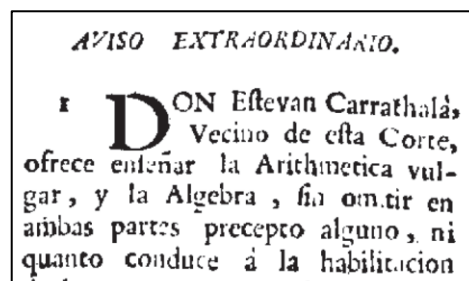 AVISO EXTRAORDINARIO.
1 DON Eſtevan Carrathalá,
Vecino de eſta Corte,
ofrece enſeñar la Arithmetica vul-
gar, y la Algebra, ſin omitir en
ambas partes precepto alguno, ni
quanto conduce á la habilitacion